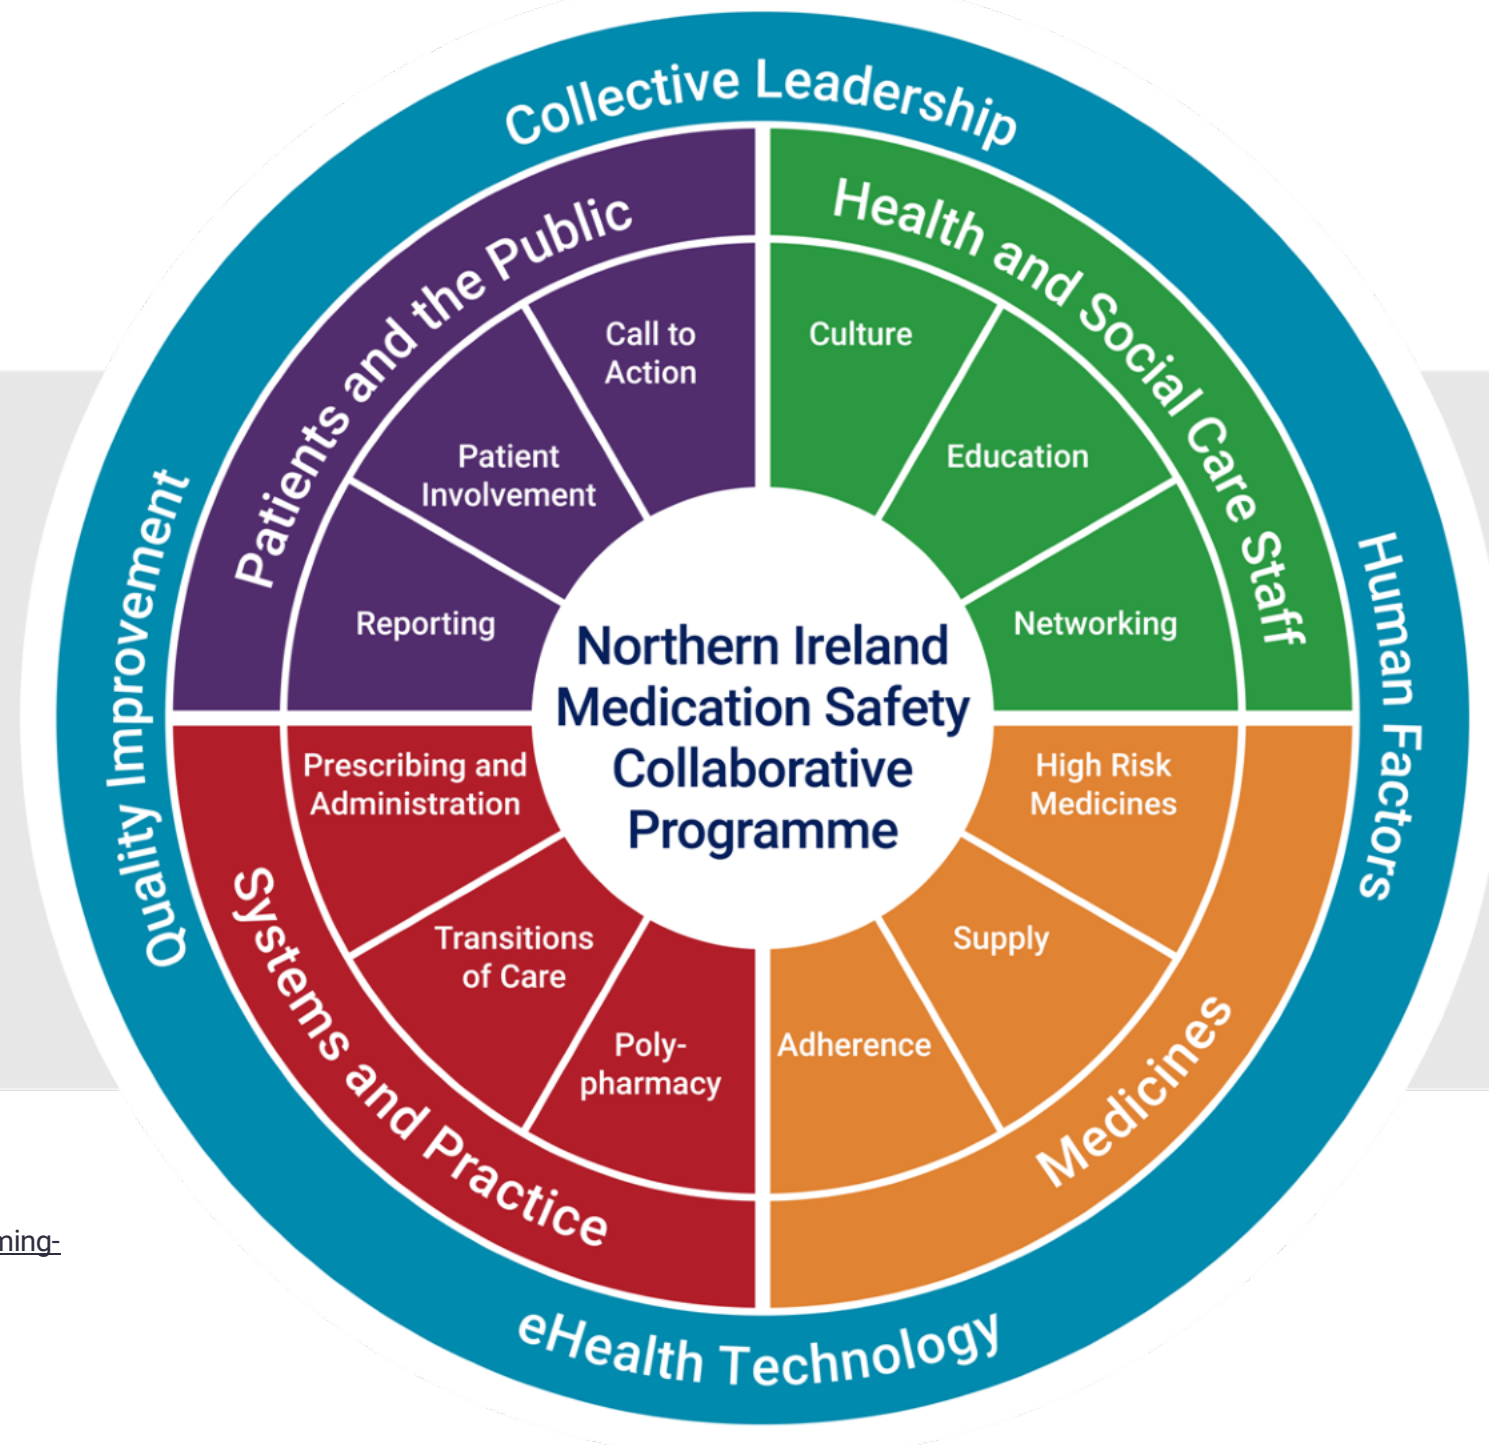 Collective Leadership
Patients and the Public
Health and Social Care Staff
Call to
Action
Culture
Patient
Involvement
Education
Reporting
Networking
Quality Improvement
Human Factors
Northern Ireland
Medication Safety
Collaborative
Programme
Prescribing and
Administration
High Risk
Medicines
Transitions
of Care
Supply
Poly-
pharmacy
Adherence
Systems and Practice
Medicines
ming-
eHealth Technology